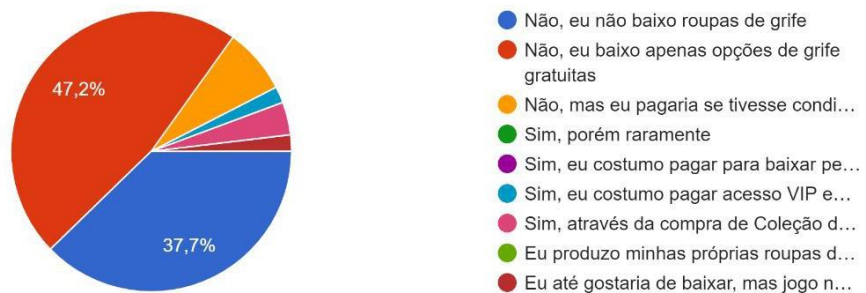 47,2%
37,7%
Não, eu não baixo roupas de grife
Não, eu baixo apenas opções de grife
gratuitas
Não, mas eu pagaria se tivesse condi…
Sim, porém raramente
Sim, eu costumo pagar para baixar pe…
Sim, eu costumo pagar acesso VIP e…
Sim, através da compra de Coleção d…
Eu produzo minhas próprias roupas d…
Eu até gostaria de baixar, mas jogo n…